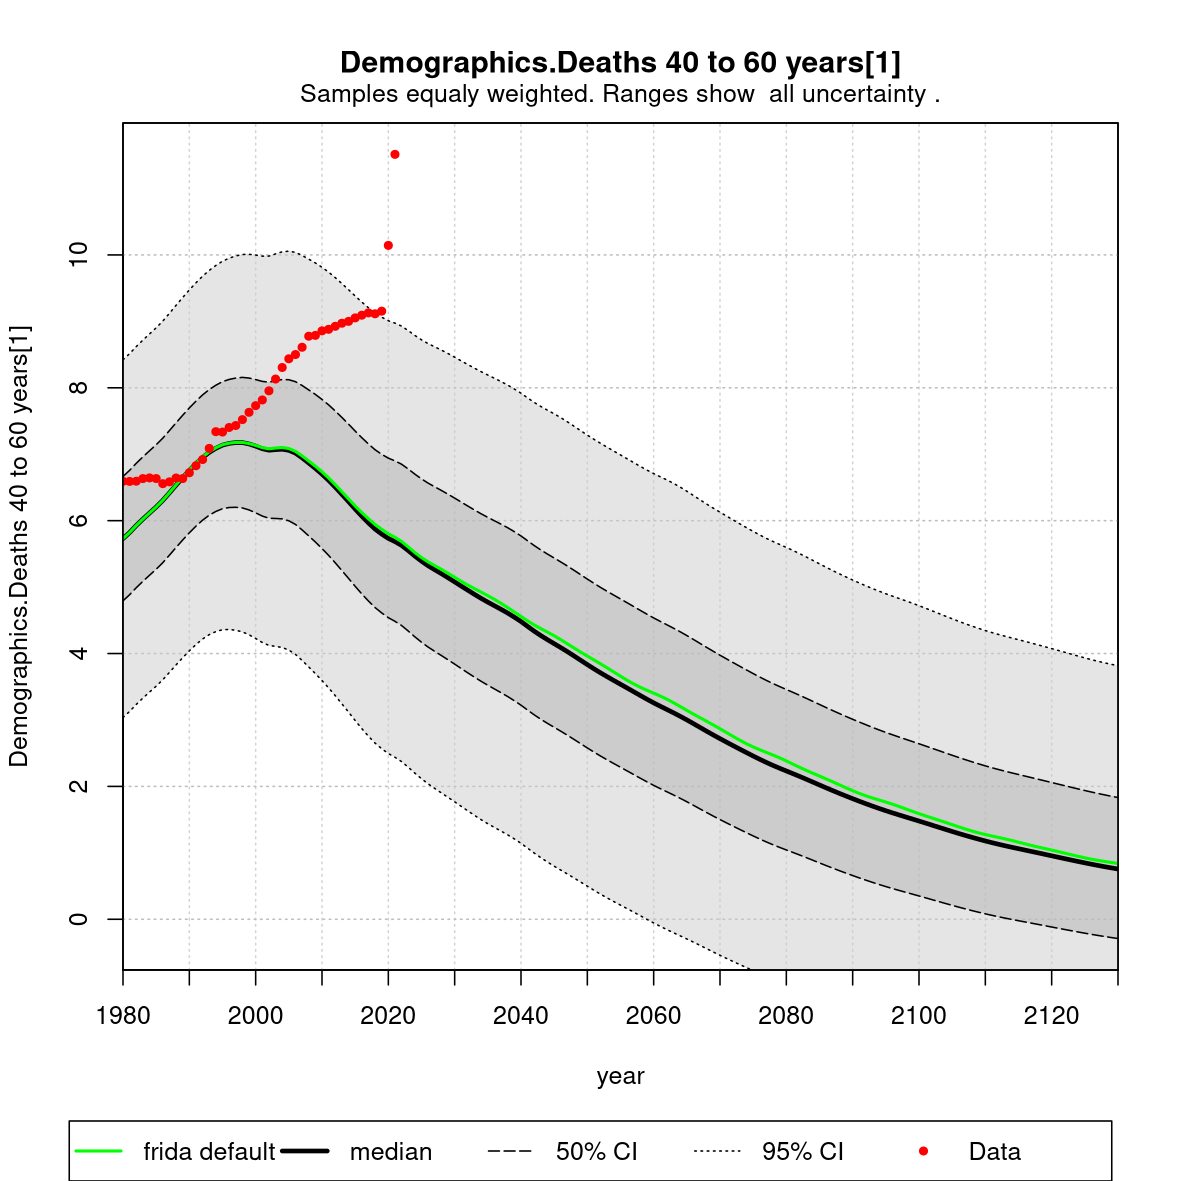 Demographics.Deaths 40 to 60 years[1]
Samples equaly weighted. Ranges show  all uncertainty .
Demographics.Deaths 40 to 60 years[1]
10
8
6
4
2
0
1980 2000 2020 2040 2060 2080 2100 2120
year
frida default median 50% CI 95% CI Data